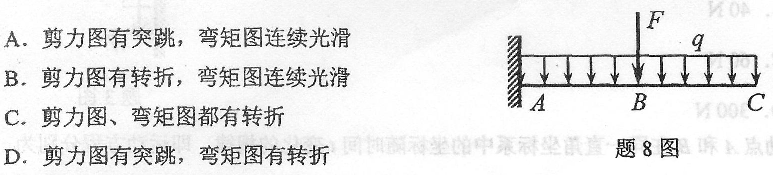 A. 剪力图有突跳，弯矩图连续光滑
B. 剪力图有转折，弯矩图连续光滑
C. 剪力图、弯矩图都有转折
D. 剪力图有突跳，弯矩图有转折
F
q
A B C
题 8 图